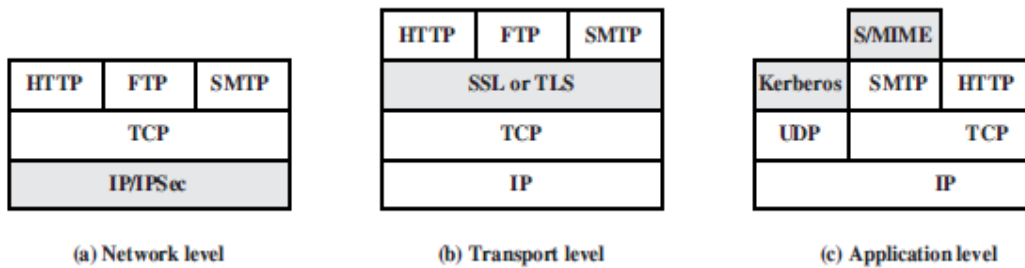 HTTP FTP SMTP
TCP
IP/IPSec
(a) Network level
HTTP FTP SMTP
SSL or TLS
TCP
IP
(b) Transport level
S/MIME
Kerberos SMTP HTTP
UDP TCP
IP
(c) Application level